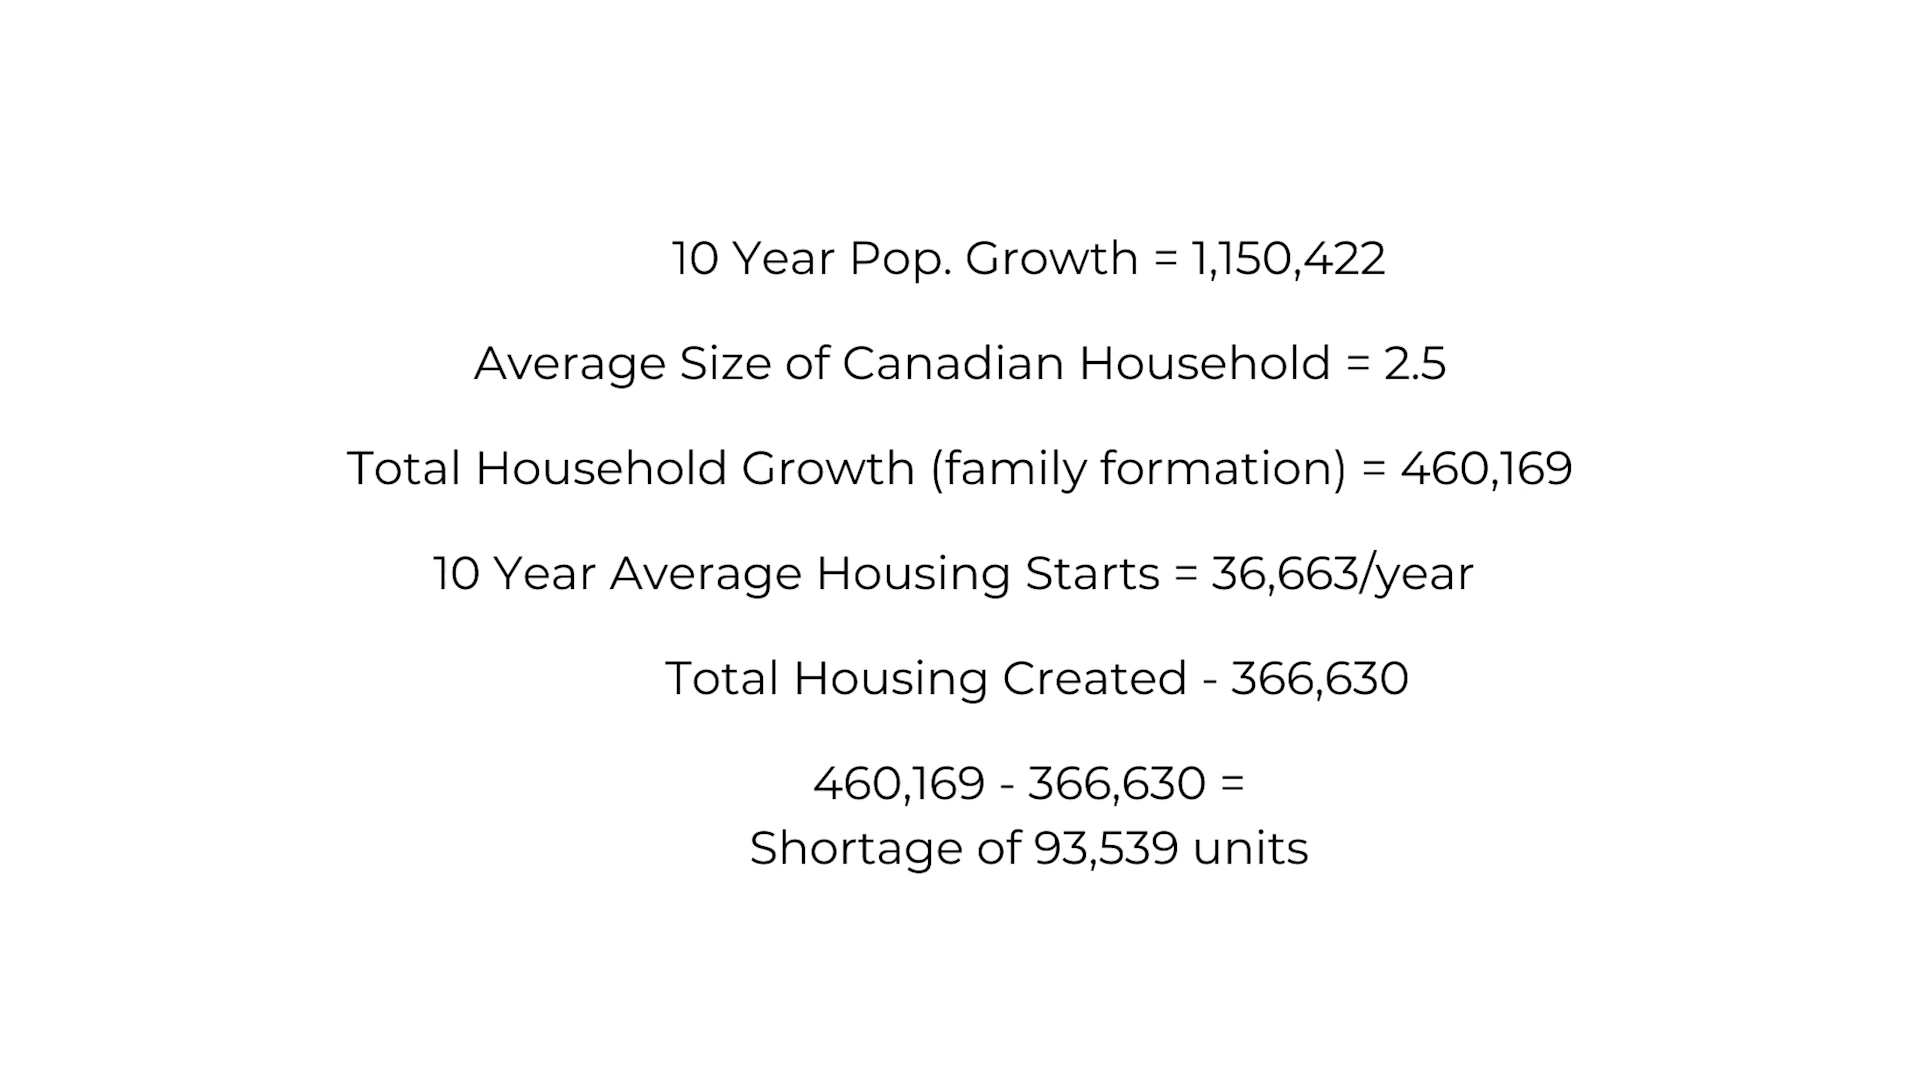 10 Year Pop. Growth = 1,150,422
Average Size of Canadian Household = 2.5
Total Household Growth (family formation) = 460,169
10 Year Average Housing Starts = 36,663/year
Total Housing Created - 366,630
460,169 - 366,630 =
Shortage of 93,539 units